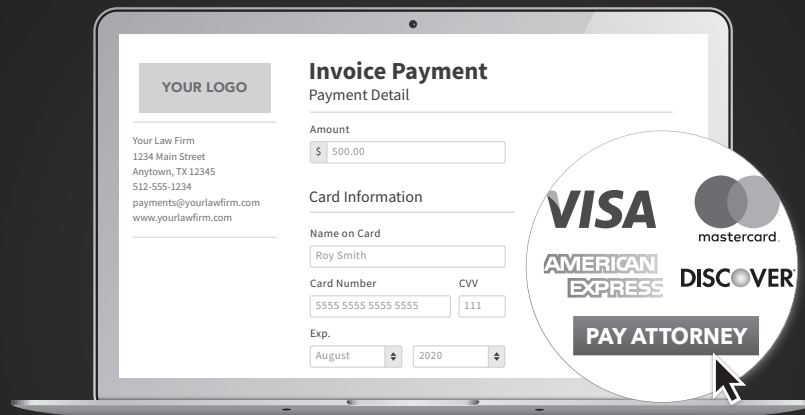 YOUR LOGO
Your Law Firm
1234 Main Street
Anytown, TX 12345
512-555-1234
payments@yourlawfirm.com
www.yourlawfirm.com
Invoice Payment
Payment Detail
Amount
$ 500.00
Card Information
Name on Card
Roy Smith
Card Number CVV
5555 5555 5555 5555 111
Exp.
August 2020
VISA
mastercard.
AMERICAN
EXPRESS
DISCOVER®
PAY ATTORNEY